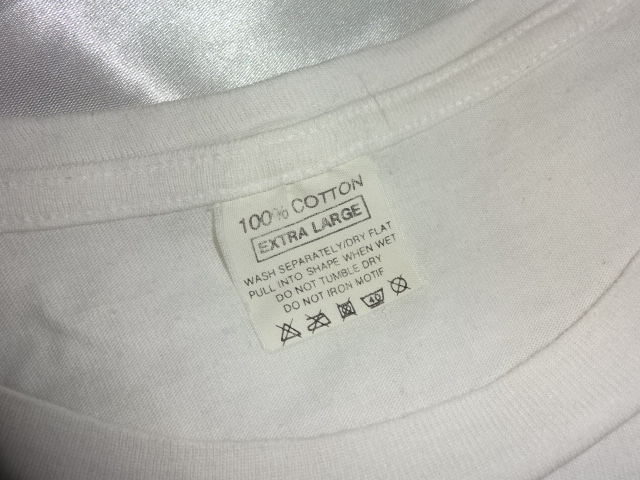 100% COTTON
EXTRA LARGE
WASH SEPARATELY/DRY FLAT
PULL INTO SHAPE WHEN WET
DO NOT TUMBLE DRY
DO NOT IRON MOTIF
40